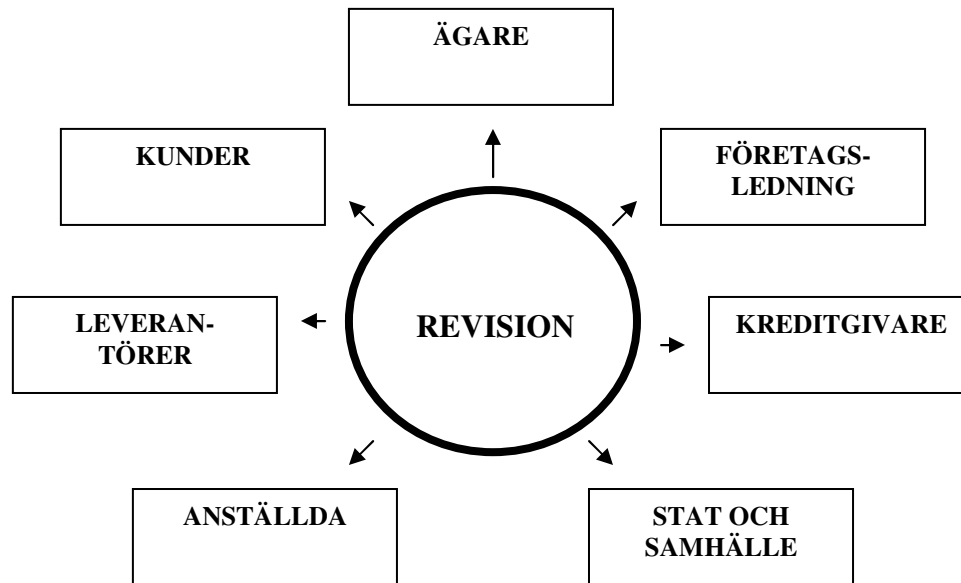 ÄGARE
KUNDER
FÖRETAGS-
LEDNING
LEVERAN-
TÖRER
REVISION
KREDITGIVARE
ANSTÄLLDA
STAT OCH
SAMHÄLLE